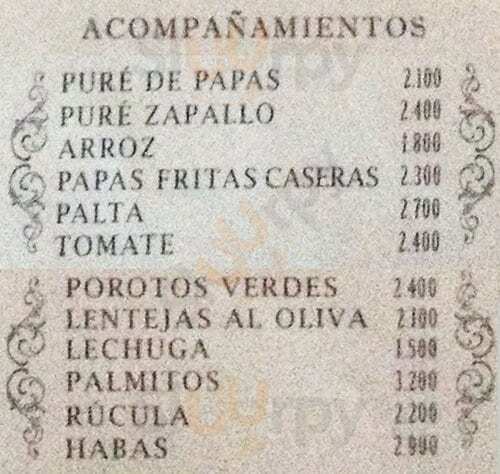 ACOMPAÑAMIENTOS
PURÉ DE PAPAS 2.100
PURÉ ZAPALLO 2.400
ARROZ 1.800
PAPAS FRITAS CASERAS 2.300
PALTA 2.700
TOMATE 2.400
POROTOS VERDES 2.400
LENTEJAS AL OLIVA 2.100
LECHUGA 1.500
PALMITOS 3.200
RÚCULA 2.200
HABAS 2.900